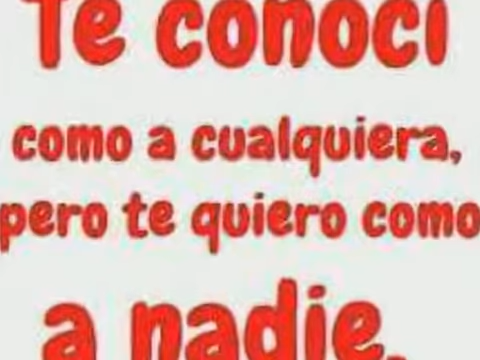 Te conocí
como a cualquiera,
pero te quiero como
a nadie.